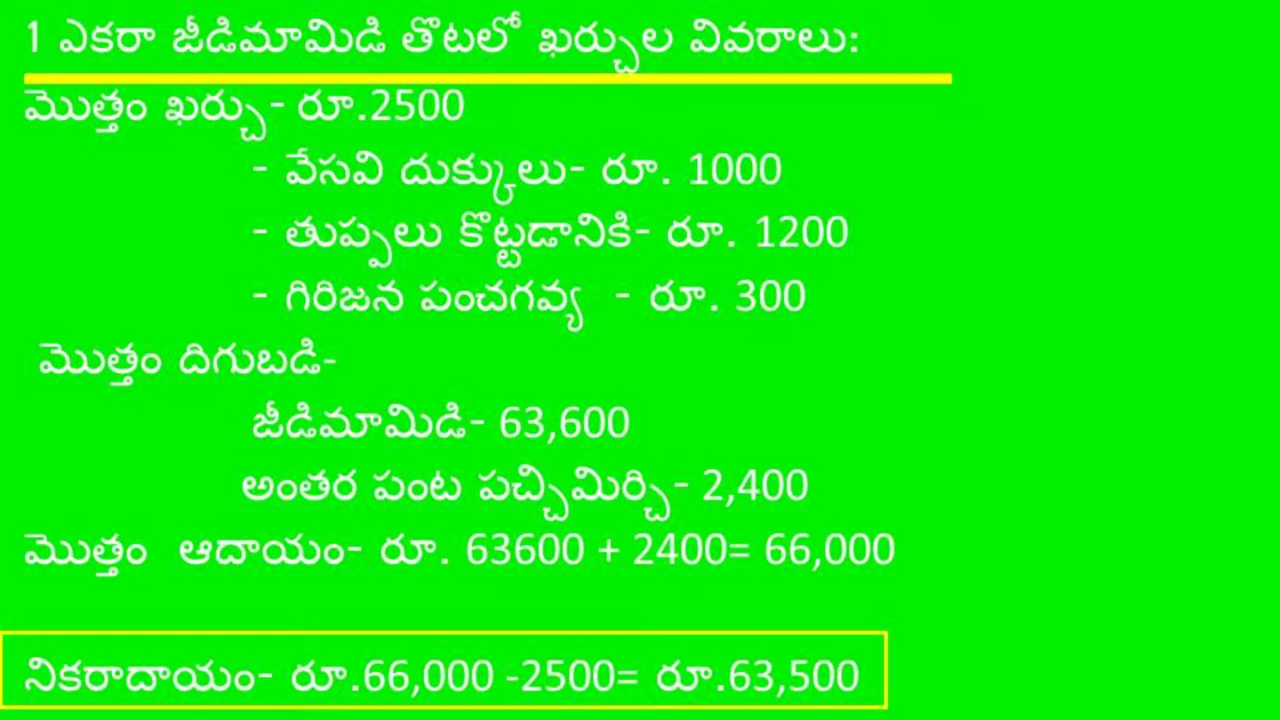 1 ఎకరా జీడిమామిడి తొటలో ఖర్చుల వివరాలు:
మొత్తం ఖర్చు- రూ.2500
- వేసవి దుక్కులు- రూ. 1000
- తుప్పలు కొట్టడానికి- రూ. 1200
- గిరిజన పంచగవ్య - రూ. 300
మొత్తం దిగుబడి-
జీడిమామిడి- 63,600
అంతర పంట పచ్చిమిర్చి- 2,400
మొత్తం ఆదాయం- రూ. 63600 + 2400= 66,000
నికరాదాయం- రూ.66,000 -2500= రూ.63,500